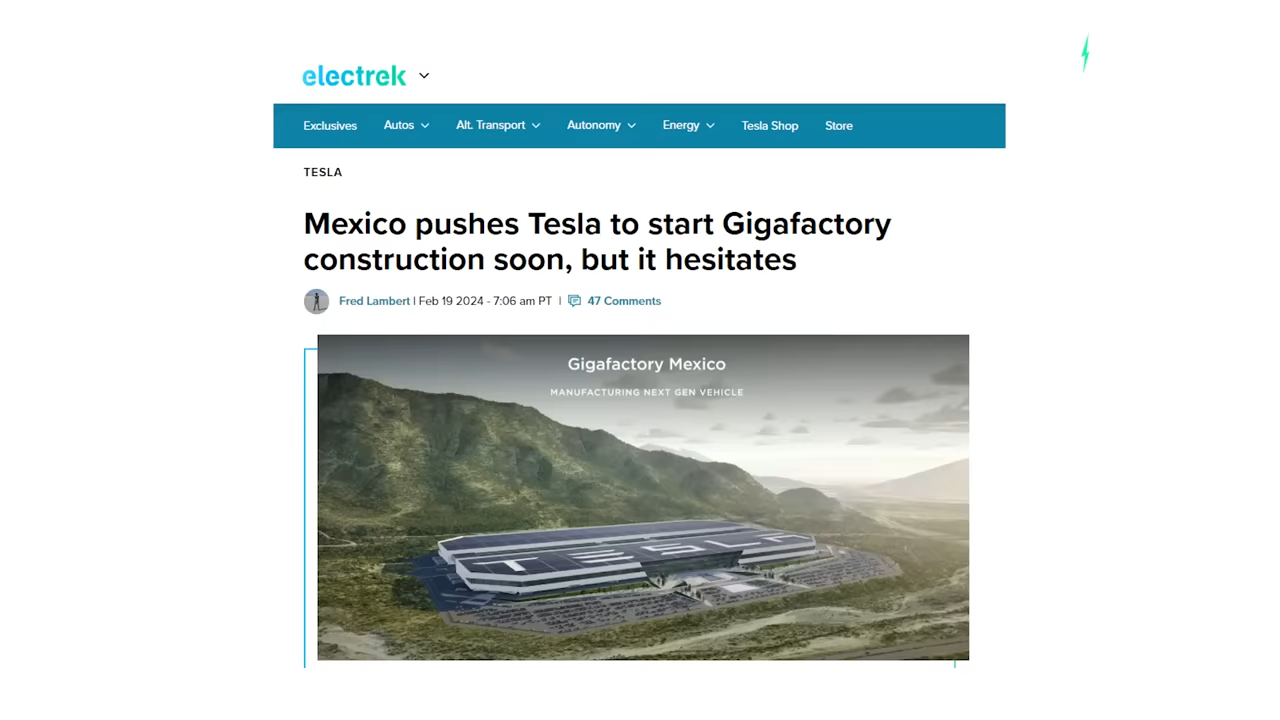 electrek
Exclusives Autos Alt. Transport Autonomy Energy Tesla Shop Store
TESLA
Mexico pushes Tesla to start Gigafactory
construction soon, but it hesitates
Fred Lambert | Feb 19 2024 - 7:06 am PT | 47 Comments
Gigafactory Mexico
MANUFACTURING NEXT GEN VEHICLE
TESLA